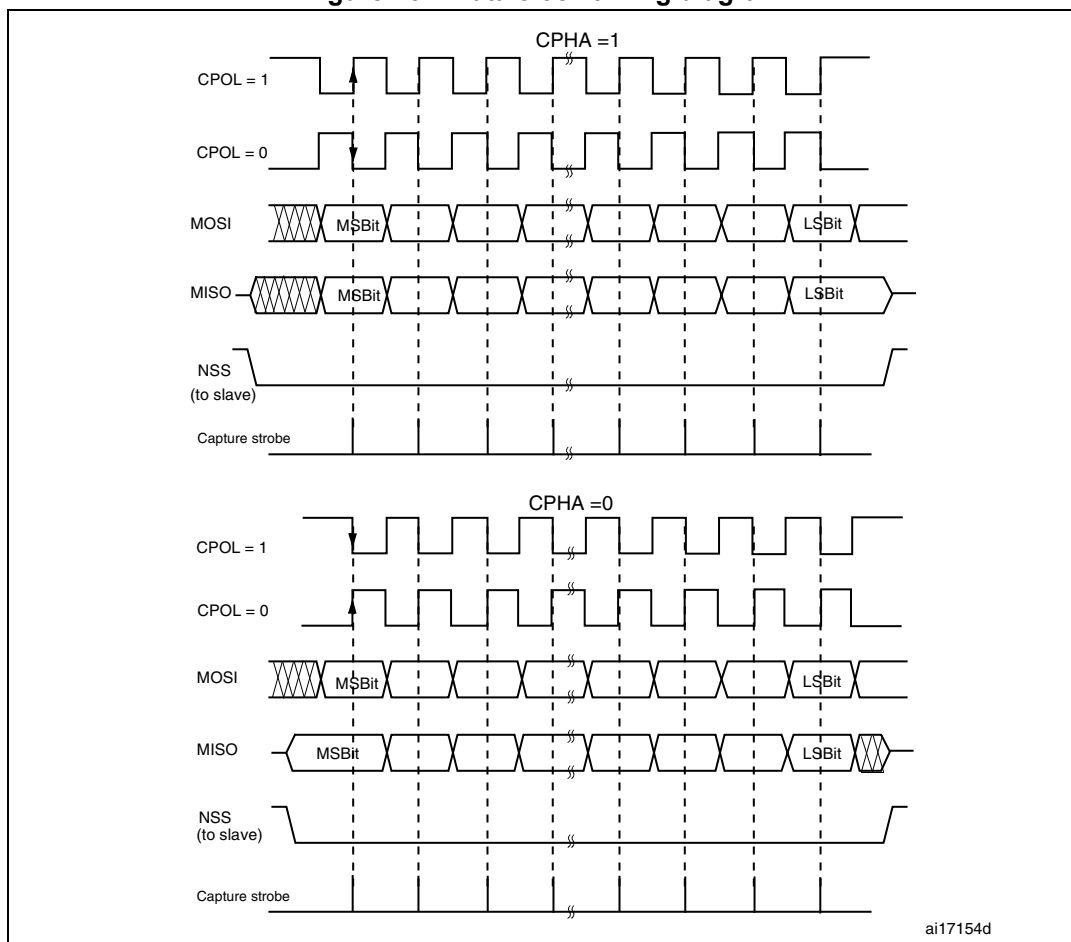 CPHA =1
CPOL = 1
CPOL = 0
MOSI
MSBit
LSBit
MISO
MSBit
LSBit
NSS
(to slave)
Capture strobe
CPHA =0
CPOL = 1
CPOL = 0
MOSI
MSBit
LSBit
MISO
MSBit
LSBit
NSS
(to slave)
Capture strobe
ai17154d